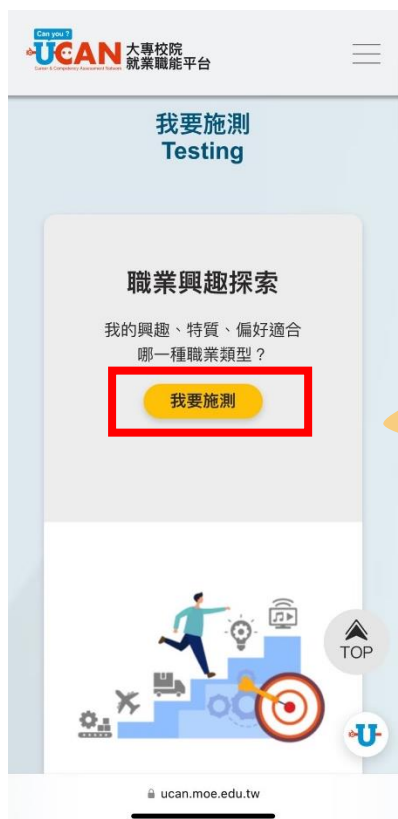 Can you ?
UCAN 大專校院
就業職能平台
我要施測
Testing
職業興趣探索
我的興趣、特質、偏好適合
哪一種職業類型？
我要施測
TOP
U
ucan.moe.edu.tw